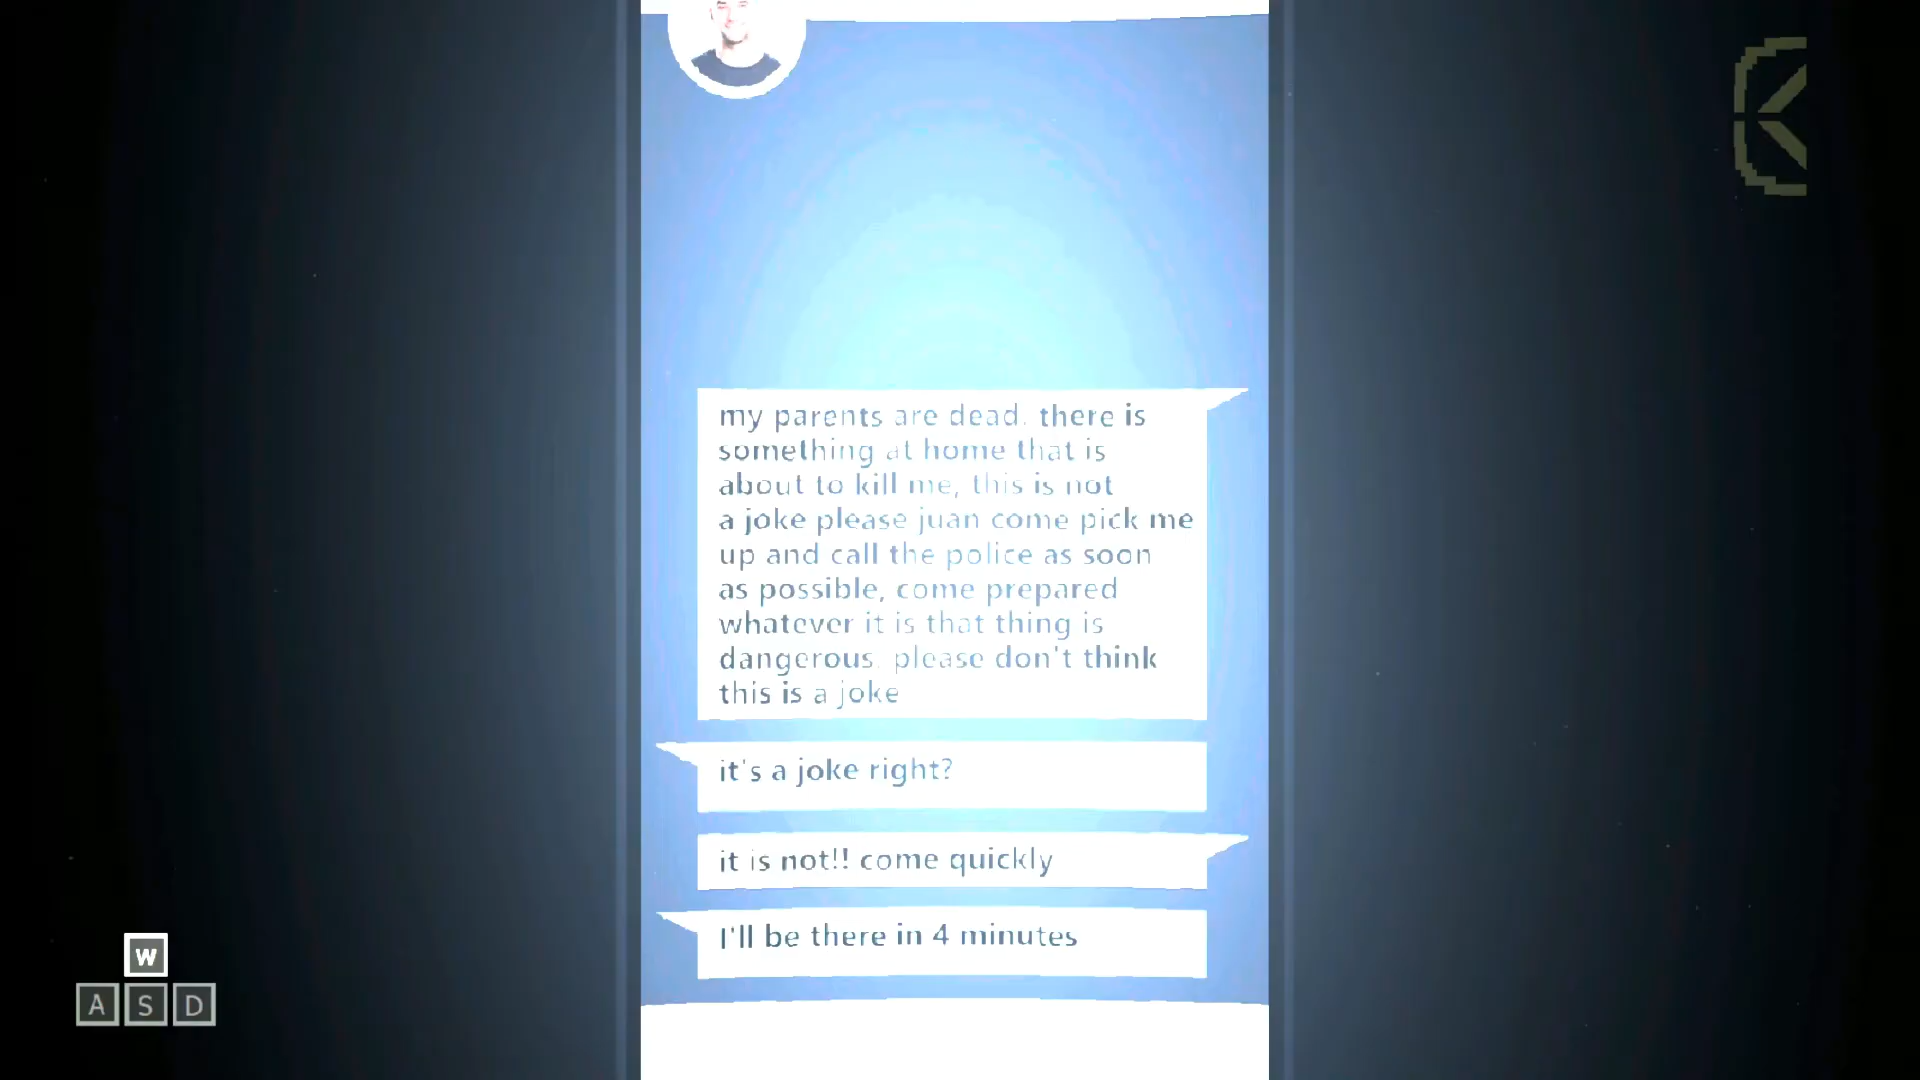 my parents are dead. there is
something at home that is
about to kill me, this is not
a joke please juan come pick me
up and call the police as soon
as possible, come prepared
whatever it is that thing is
dangerous, please don't think
this is a joke
it's a joke right?
it is not!! come quickly
I'll be there in 4 minutes
W
A S D